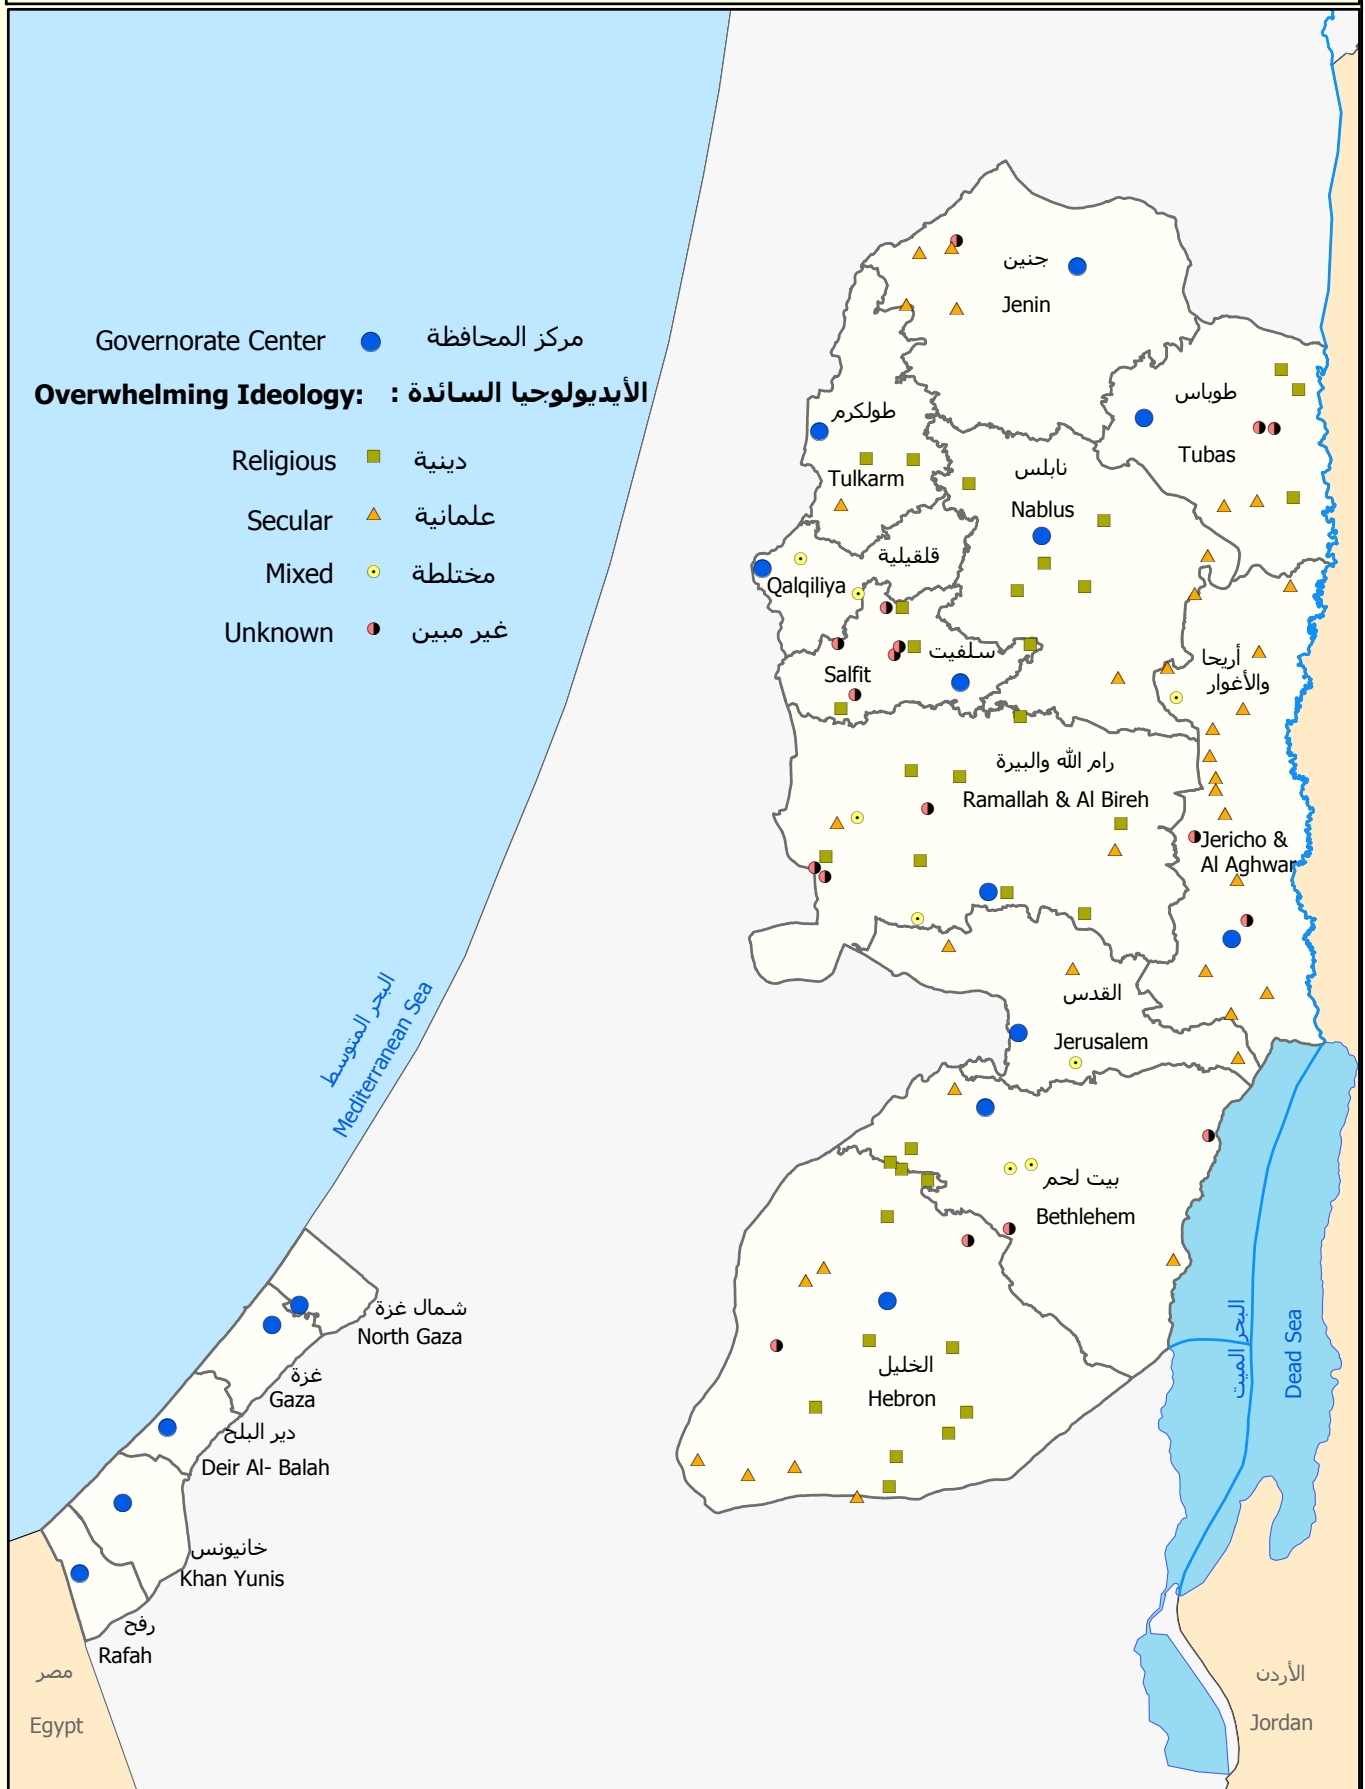 Governorate Center مركز المحافظة
Overwhelming Ideology: الأيديولوجيا السائدة :
Religious دينية
Secular علمانية
Mixed مختلطة
Unknown غير مبين
جنين
Jenin
طوباس
Tubas
طولكرم
Tulkarm
نابلس
Nablus
قلقيلية
Qalqiliya
سلفيت
Salfit
أريحا
والأغوار
Jericho &
Al Aghwar
رام الله والبيرة
Ramallah & Al Bireh
القدس
Jerusalem
بيت لحم
Bethlehem
الخليل
Hebron
البحر المتوسط
Mediterranean Sea
البحر الميت
Dead Sea
شمال غزة
North Gaza
غزة
Gaza
دير البلح
Deir Al- Balah
خانيونس
Khan Yunis
رفح
Rafah
مصر
Egypt
الأردن
Jordan